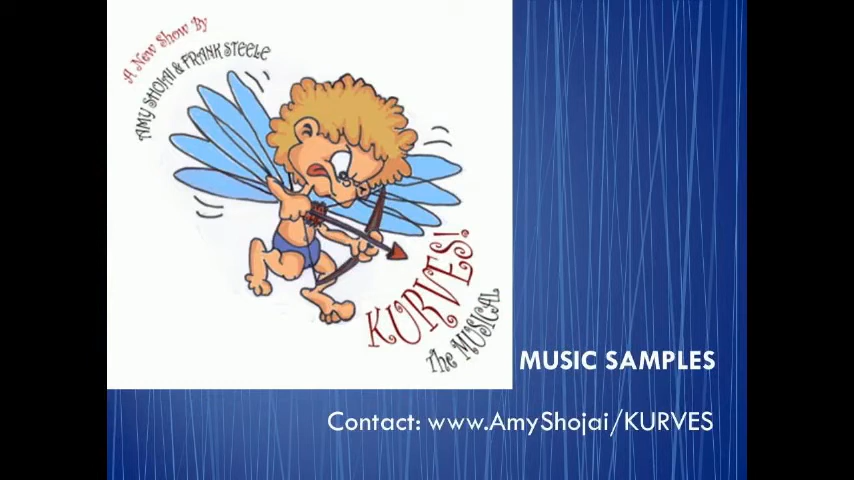 A New Show By
AMY SHOJAI & FRANK STEELE
KURVES!
The MUSICAL
MUSIC SAMPLES
Contact: www.AmyShojai/KURVES